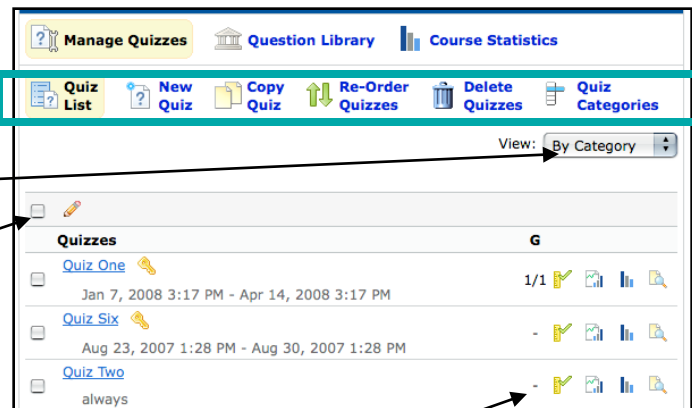 Manage Quizzes Question Library Course Statistics
Quiz List New Quiz Copy Quiz Re-Order Quizzes Delete Quizzes Quiz Categories
View: By Category
Quizzes G
Quiz One 1/1
Jan 7, 2008 3:17 PM - Apr 14, 2008 3:17 PM
Quiz Six -
Aug 23, 2007 1:28 PM - Aug 30, 2007 1:28 PM
Quiz Two -
always